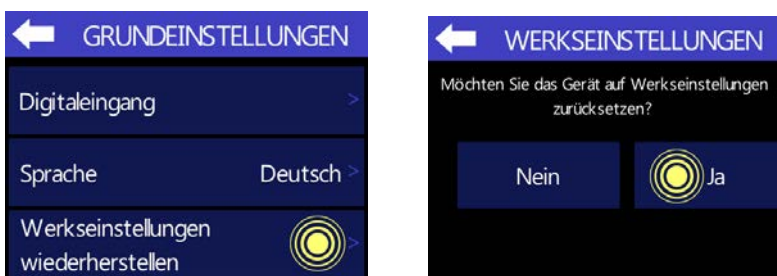 GRUNDEINSTELLUNGEN
Digitaleingang >
Sprache Deutsch >
Werkseinstellungen
wiederherstellen >
WERKSEINSTELLUNGEN
Möchten Sie das Gerät auf Werkseinstellungen
zurücksetzen?
Nein Ja